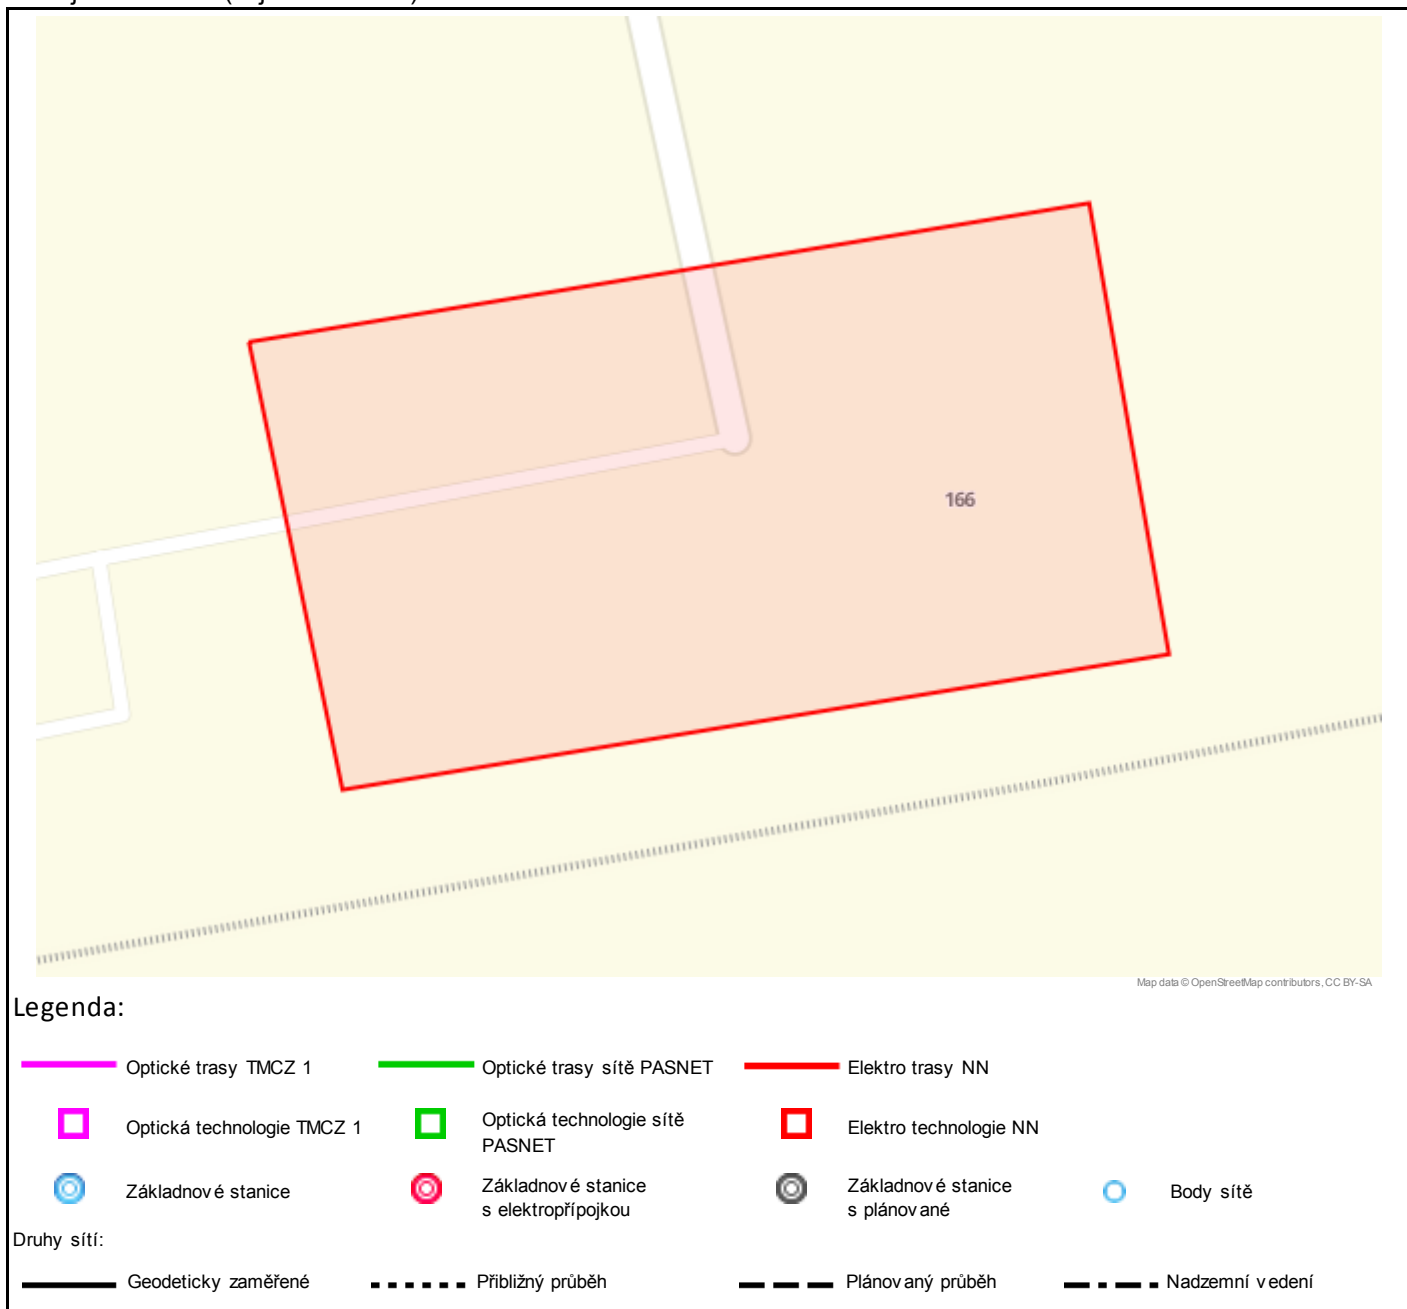 166
Map data © OpenStreetMap contributors, CC BY-SA
Legenda:
Optické trasy TMCZ 1
Optické trasy sítě PASNET
Elektro trasy NN
Optická technologie TMCZ 1
Optická technologie sítě
PASNET
Elektro technologie NN
Základnové stanice
Základnové stanice
s elektropřípojkou
Základnové stanice
s plánované
Body sítě
Druhy sítí:
Geodeticky zaměřené
Přibližný průběh
Plánovaný průběh
Nadzemní vedení